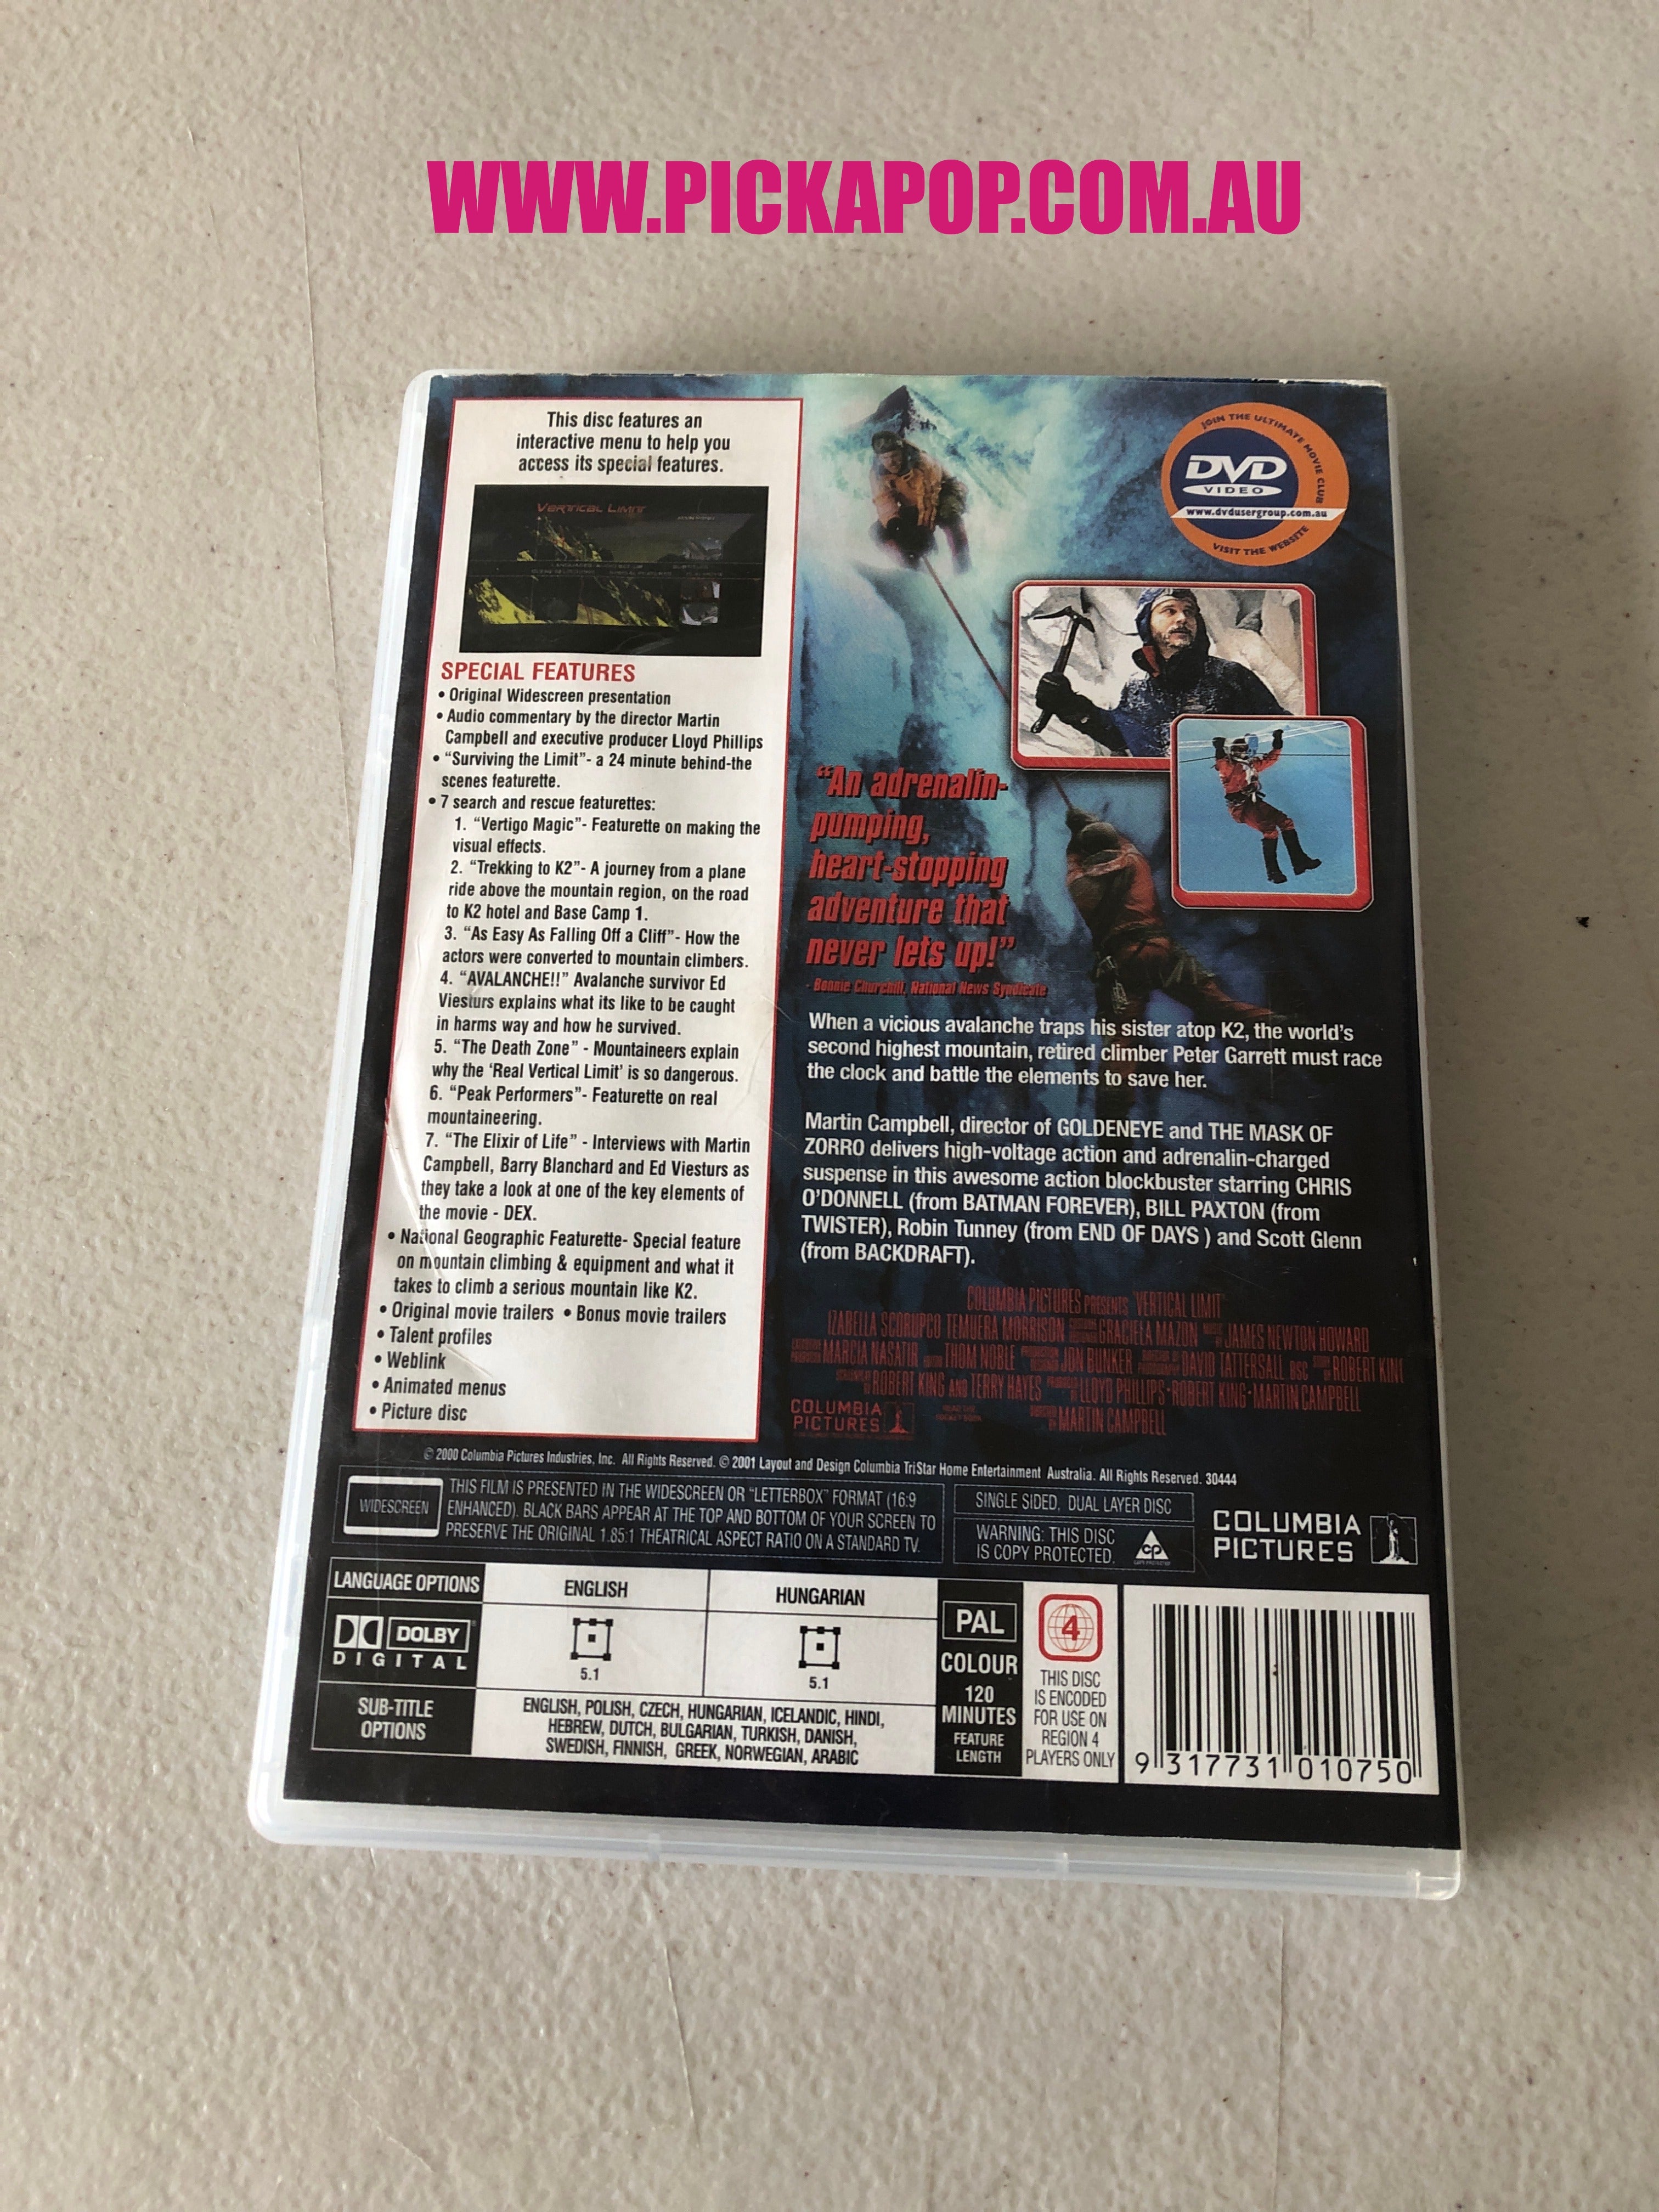 WWW.PICKAPOP.COM.AU
This disc features an
interactive menu to help you
access its special features.
VERTICAL LIMIT
SPECIAL FEATURES
• Original Widescreen presentation
• Audio commentary by the director Martin
Campbell and executive producer Lloyd Phillips
• "Surviving the Limit"- a 24 minute behind-the
scenes featurette.
• 7 search and rescue featurettes:
1. "Vertigo Magic"- Featurette on making the
visual effects.
2. "Trekking to K2"- A journey from a plane
ride above the mountain region, on the road
to K2 hotel and Base Camp 1.
3. "As Easy As Falling Off a Cliff"- How the
actors were converted to mountain climbers.
4. "AVALANCHE!!" Avalanche survivor Ed
Viesturs explains what its like to be caught
in harms way and how he survived.
5. "The Death Zone" - Mountaineers explain
why the 'Real Vertical Limit' is so dangerous.
6. "Peak Performers"- Featurette on real
mountaineering.
7. "The Elixir of Life" - Interviews with Martin
Campbell, Barry Blanchard and Ed Viesturs as
they take a look at one of the key elements of
the movie - DEX.
• National Geographic Featurette- Special feature
on mountain climbing & equipment and what it
takes to climb a serious mountain like K2.
• Original movie trailers • Bonus movie trailers
• Talent profiles
• Weblink
• Animated menus
• Picture disc
JOIN THE ULTIMATE MOVIE CLUB
DVD
VIDEO
www.dvdusergroup.com.au
VISIT THE WEBSITE
"An adrenalin-
pumping,
heart-stopping
adventure that
never lets up!"
- Bonnie Churchill, National News Syndicate
When a vicious avalanche traps his sister atop K2, the world's
second highest mountain, retired climber Peter Garrett must race
the clock and battle the elements to save her.
Martin Campbell, director of GOLDENEYE and THE MASK OF
ZORRO delivers high-voltage action and adrenalin-charged
suspense in this awesome action blockbuster starring CHRIS
O'DONNELL (from BATMAN FOREVER), BILL PAXTON (from
TWISTER), Robin Tunney (from END OF DAYS ) and Scott Glenn
(from BACKDRAFT).
COLUMBIA PICTURES PRESENTS "VERTICAL LIMIT"
IZABELLA SCORUPCO TEMUERA MORRISON GRACIELA MAZON JAMES NEWTON HOWARD
MARCIA NASATIR THOM NOBLE JON BUNKER DAVID TATTERSALL BSC ROBERT KING
ROBERT KING AND TERRY HAYES LLOYD PHILLIPS • ROBERT KING • MARTIN CAMPBELL
MARTIN CAMPBELL
COLUMBIA
PICTURES
© 2000 Columbia Pictures Industries, Inc. All Rights Reserved. © 2001 Layout and Design Columbia TriStar Home Entertainment Australia. All Rights Reserved. 30444
WIDESCREEN
THIS FILM IS PRESENTED IN THE WIDESCREEN OR "LETTERBOX" FORMAT (16:9
ENHANCED). BLACK BARS APPEAR AT THE TOP AND BOTTOM OF YOUR SCREEN TO
PRESERVE THE ORIGINAL 1.85:1 THEATRICAL ASPECT RATIO ON A STANDARD TV.
SINGLE SIDED, DUAL LAYER DISC
WARNING: THIS DISC
IS COPY PROTECTED.
CP
COLUMBIA
PICTURES
LANGUAGE OPTIONS
ENGLISH
HUNGARIAN
DOLBY
DIGITAL
5.1
5.1
SUB-TITLE
OPTIONS
ENGLISH, POLISH, CZECH, HUNGARIAN, ICELANDIC, HINDI,
HEBREW, DUTCH, BULGARIAN, TURKISH, DANISH,
SWEDISH, FINNISH, GREEK, NORWEGIAN, ARABIC
PAL
COLOUR
120
MINUTES
FEATURE
LENGTH
4
THIS DISC
IS ENCODED
FOR USE ON
REGION 4
PLAYERS ONLY
9 317731 010750